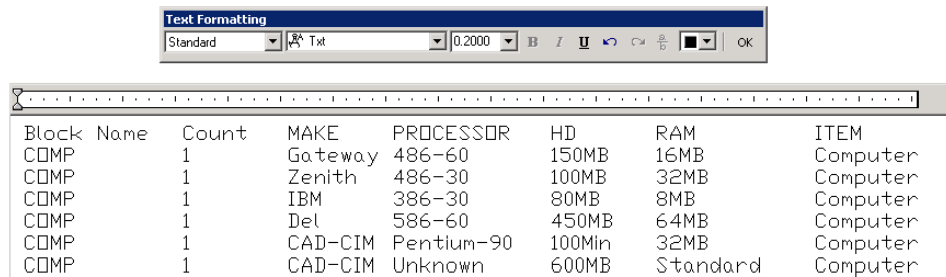 Text Formatting
Standard Txt 0.2000 B I U a/b OK
Block Name Count MAKE PROCESSOR HD RAM ITEM
COMP 1 Gateway 486-60 150MB 16MB Computer
COMP 1 Zenith 486-30 100MB 32MB Computer
COMP 1 IBM 386-30 80MB 8MB Computer
COMP 1 Del 586-60 450MB 64MB Computer
COMP 1 CAD-CIM Pentium-90 100Min 32MB Computer
COMP 1 CAD-CIM Unknown 600MB Standard Computer